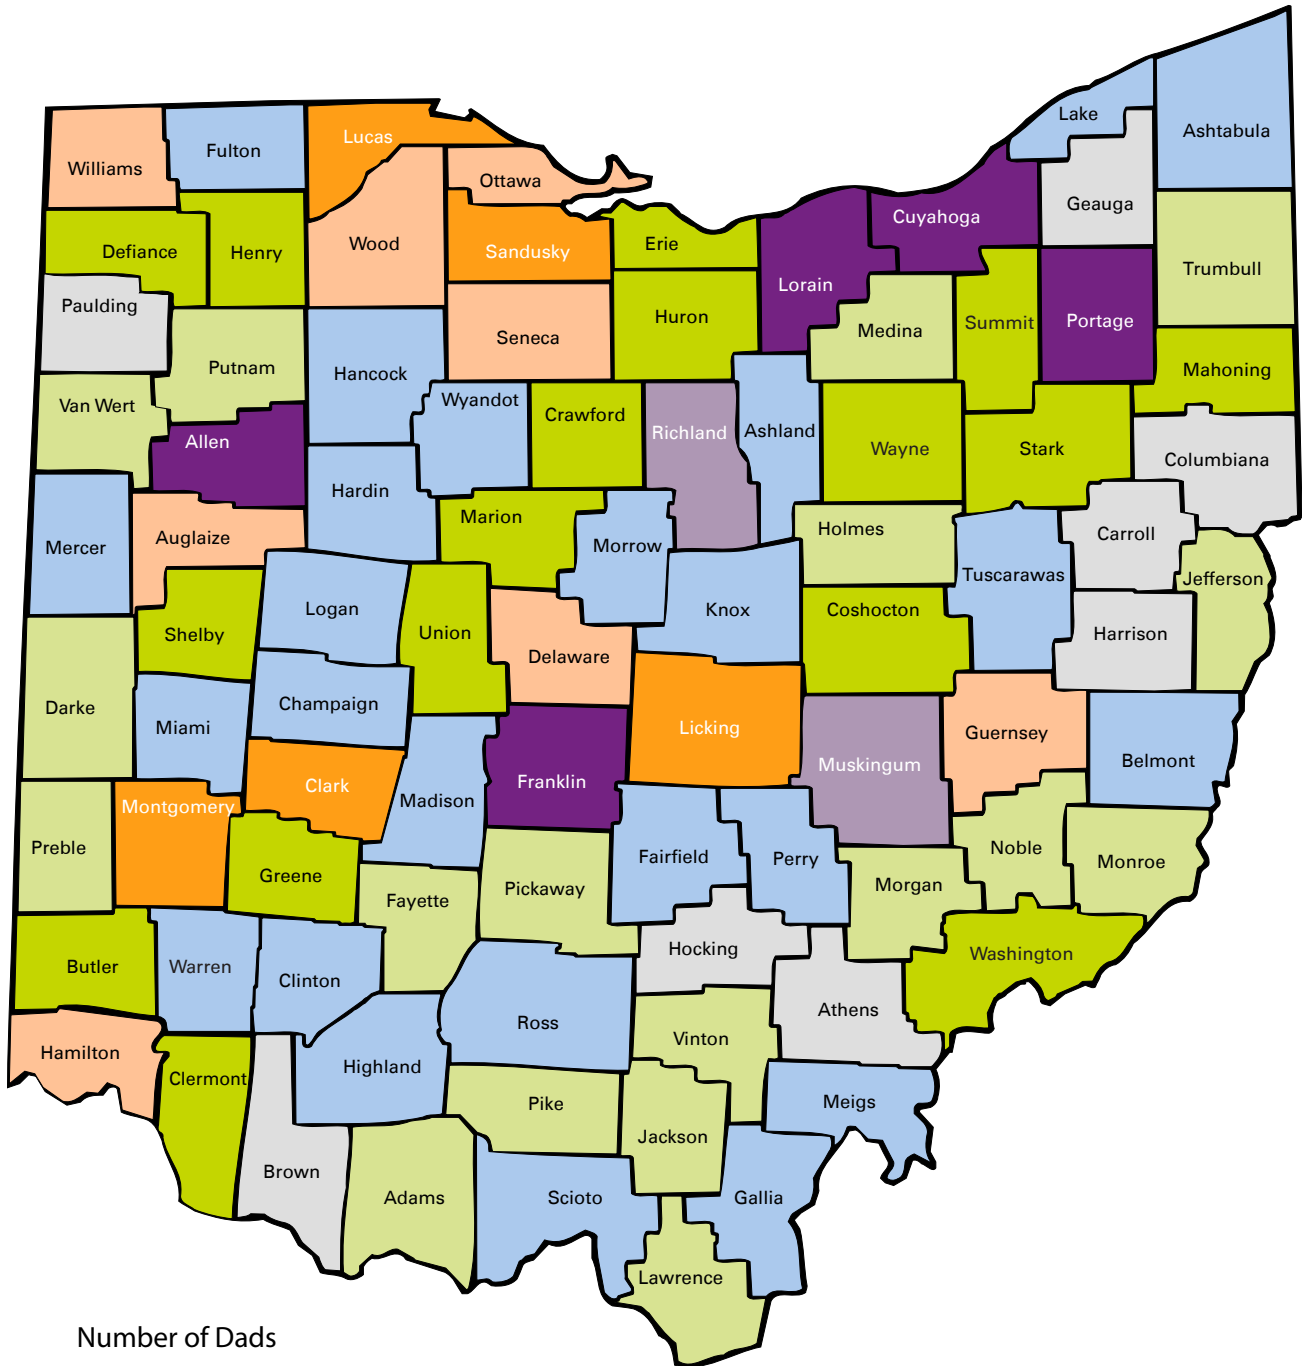 Lake
Ashtabula
Lucas
Fulton
Williams
Ottawa
Geauga
Cuyahoga
Wood
Erie
Sandusky
Defiance
Henry
Trumbull
Lorain
Paulding
Huron
Portage
Summit
Medina
Seneca
Putnam
Mahoning
Hancock
Wyandot
Van Wert
Crawford
Richland
Ashland
Allen
Wayne
Stark
Columbiana
Hardin
Marion
Holmes
Carroll
Auglaize
Mercer
Morrow
Tuscarawas
Jefferson
Logan
Knox
Coshocton
Shelby
Union
Harrison
Delaware
Champaign
Darke
Miami
Licking
Guernsey
Belmont
Muskingum
Franklin
Clark
Madison
Montgomery
Preble
Fairfield
Perry
Noble
Monroe
Greene
Morgan
Pickaway
Fayette
Hocking
Washington
Butler
Warren
Clinton
Athens
Ross
Vinton
Hamilton
Highland
Clermont
Meigs
Pike
Jackson
Brown
Adams
Scioto
Gallia
Lawrence
Number of Dads